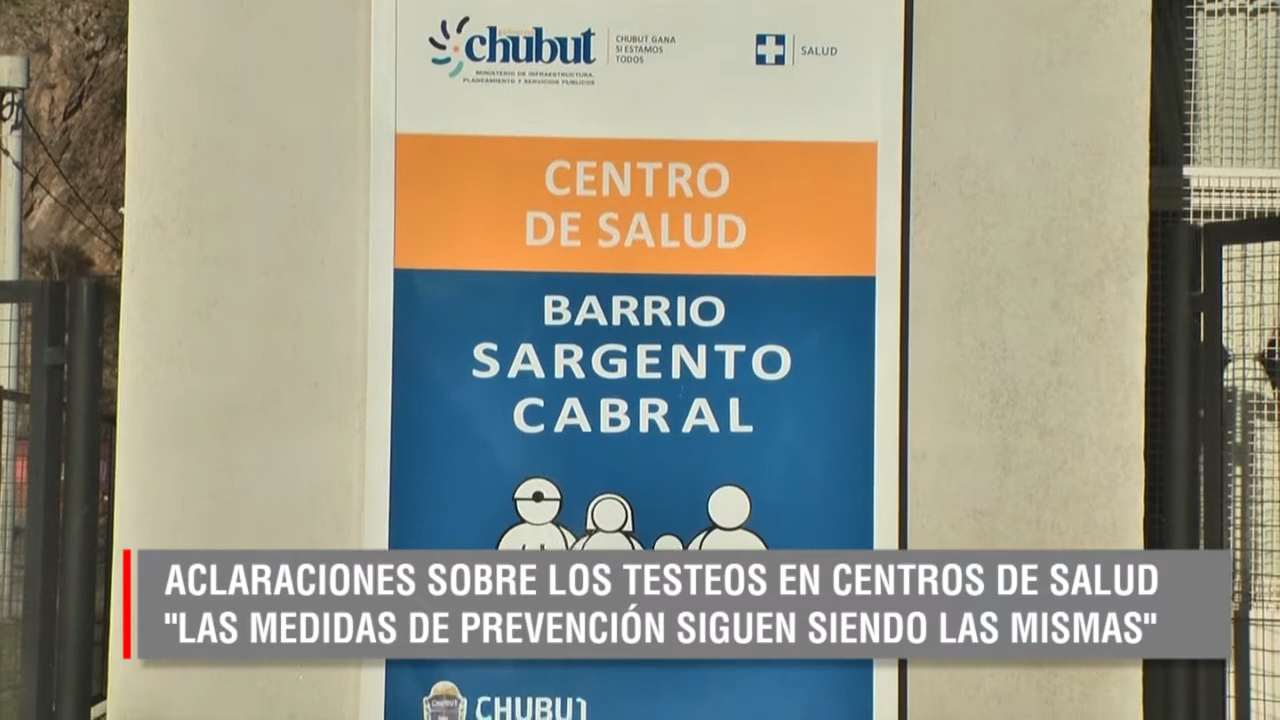 chubut
CHUBUT GANA
SI ESTAMOS
TODOS
MINISTERIO DE INFRAESTRUCTURA,
PLANEAMIENTO Y SERVICIOS PÚBLICOS
SALUD
CENTRO
DE SALUD
BARRIO
SARGENTO
CABRAL
ACLARACIONES SOBRE LOS TESTEOS EN CENTROS DE SALUD
"LAS MEDIDAS DE PREVENCIÓN SIGUEN SIENDO LAS MISMAS"
CHUBUT